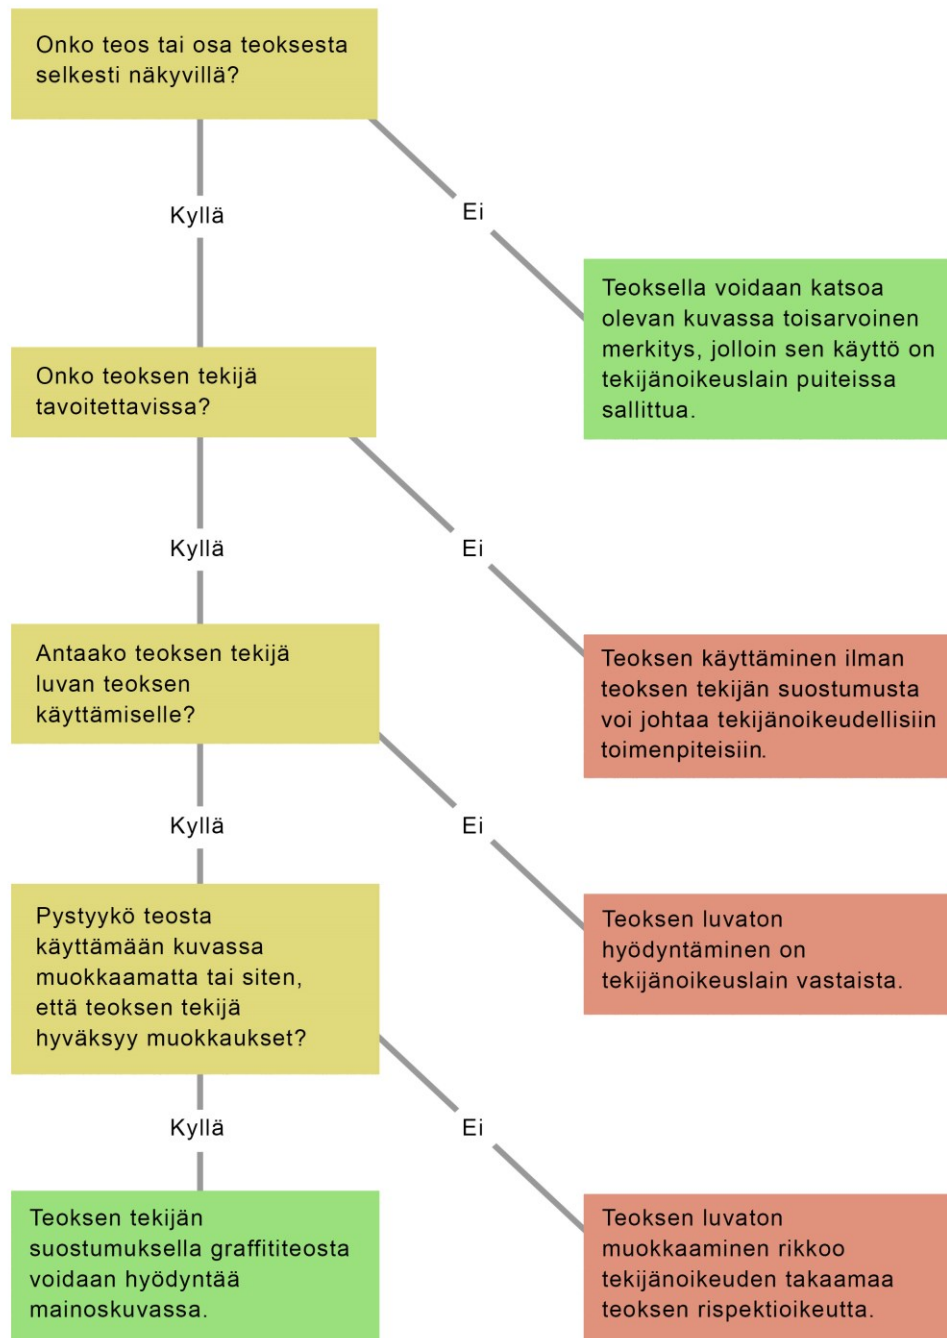 Onko teos tai osa teoksesta
selkesti näkyvillä?
Kyllä
Ei
Teoksella voidaan katsoa
olevan kuvassa toisarvoinen
merkitys, jolloin sen käyttö on
tekijänoikeuslain puiteissa
sallittua.
Onko teoksen tekijä
tavoitettavissa?
Kyllä
Ei
Teoksen käyttäminen ilman
teoksen tekijän suostumusta
voi johtaa tekijänoikeudellisiin
toimenpiteisiin.
Antaako teoksen tekijä
luvan teoksen
käyttämiselle?
Kyllä
Ei
Teoksen luvaton
hyödyntäminen on
tekijänoikeuslain vastaista.
Pystyykö teosta
käyttämään kuvassa
muokkaamatta tai siten,
että teoksen tekijä
hyväksyy muokkaukset?
Kyllä
Ei
Teoksen tekijän
suostumuksella graffititeosta
voidaan hyödyntää
mainoskuvassa.
Teoksen luvaton
muokkaaminen rikkoo
tekijänoikeuden takaamaa
teoksen rispektioikeutta.